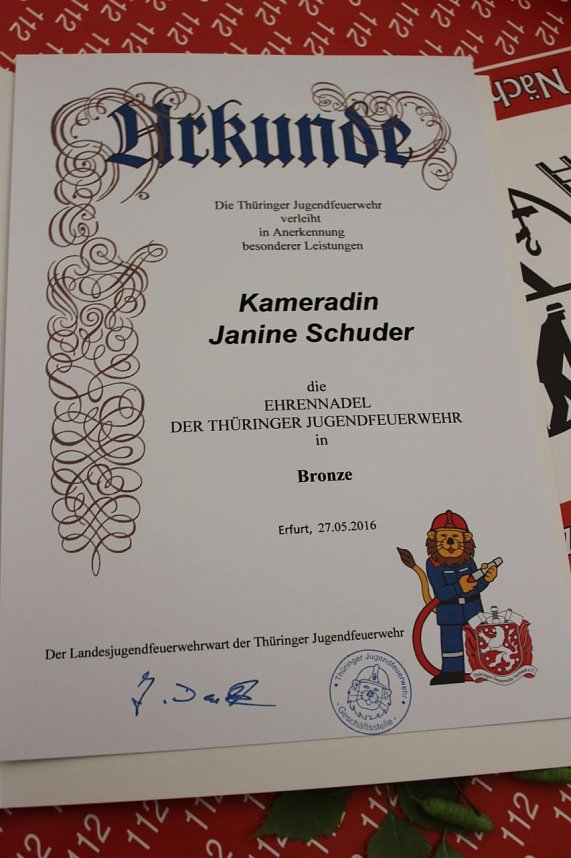 Urkunde
Die Thüringer Jugendfeuerwehr
verleiht
in Anerkennung
besonderer Leistungen
Kameradin
Janine Schuder
die
EHRENNADEL
DER THÜRINGER JUGENDFEUERWEHR
in
Bronze
Erfurt, 27.05.2016
Der Landesjugendfeuerwehrwart der Thüringer Jugendfeuerwehr
Thüringer Jugendfeuerwehr
- Geschäftsstelle -
Näch
112